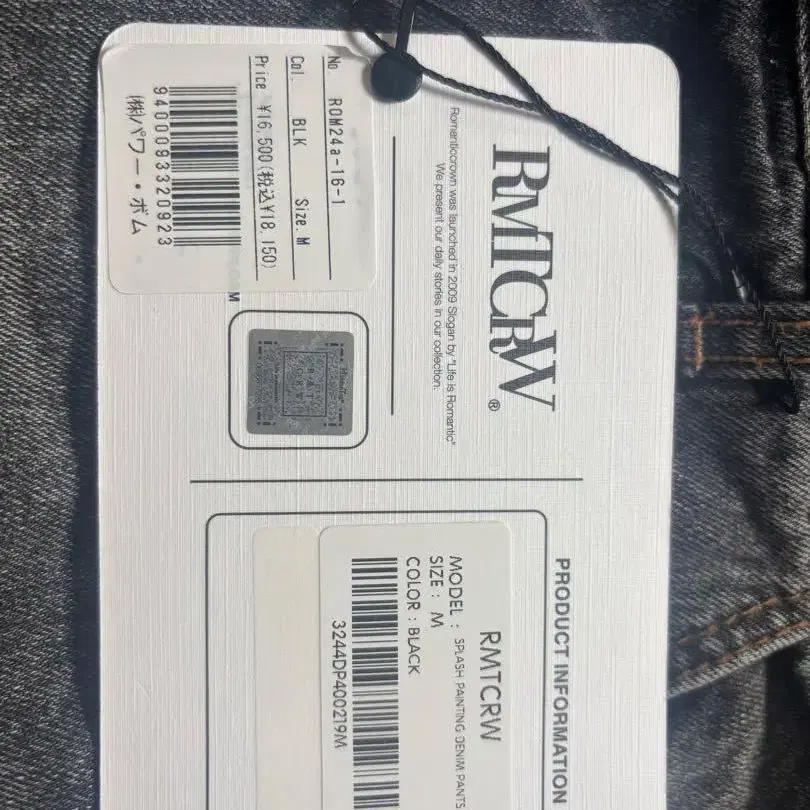 RMTCRW®
Romanticcrown was launched in 2009 Slogan by "Life is Romantic"
We present our daily stories in our collection.
No. ROM24a-16-1
Col. BLK Size. M
Price ¥16,500(税込¥18,150)
9400093320923
(株)パワー・ボム
PRODUCT INFORMATION
RMTCRW
MODEL : SPLASH PAINTING DENIM PANTS
SIZE : M
COLOR : BLACK
3244DP400219M